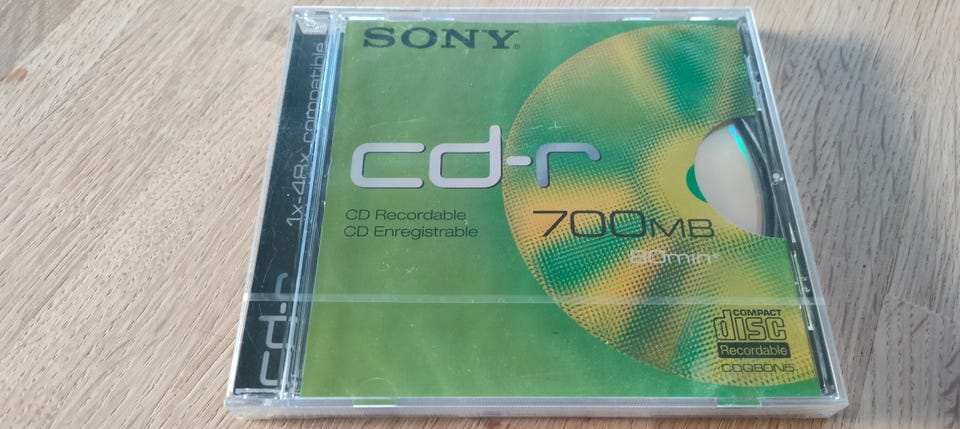 SONY
cd-r
CD Recordable
CD Enregistrable
700MB
80min*
COMPACT
disc
Recordable
CDQ80N5
1x-48x compatible
cd-r